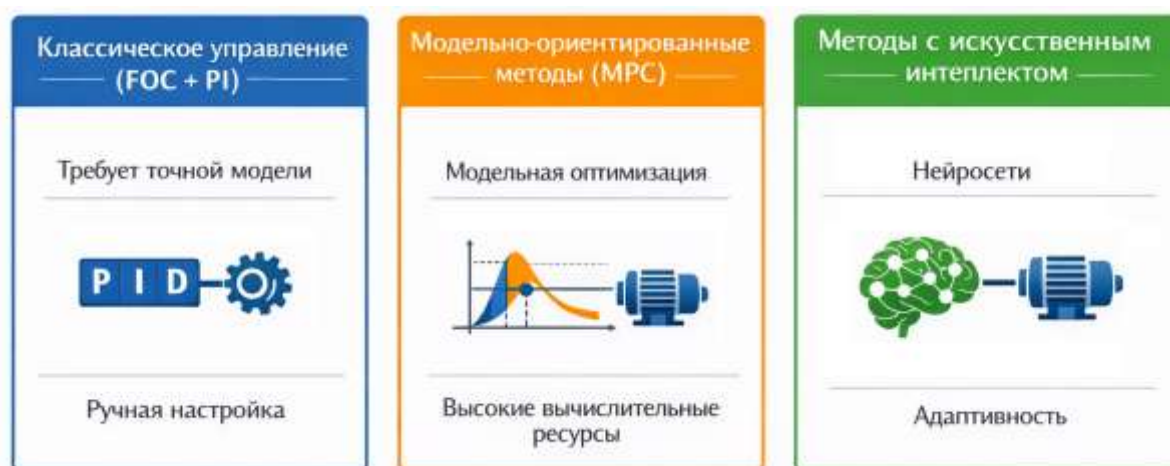 Классическое управление
(FOC + PI)
Требует точной модели
P I D
Ручная настройка
Модельно-ориентированные
методы (MPC)
Модельная оптимизация
Высокие вычислительные
ресурсы
Методы с искусственным
интеплектом
Нейросети
Адаптивность